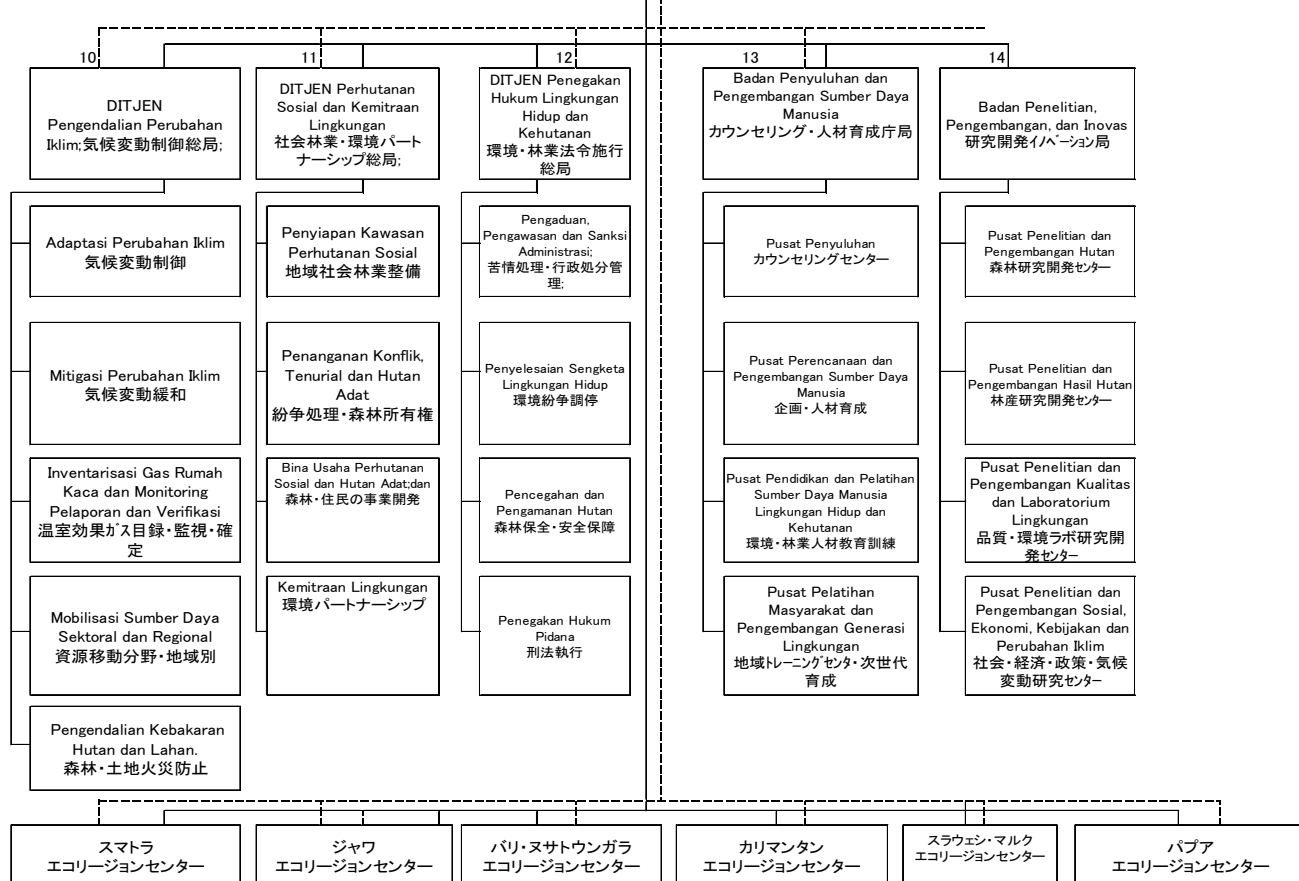 10
DITJEN
Pengendalian Perubahan
Iklim;気候変動制御総局;
11
DITJEN Perhutanan
Sosial dan Kemitraan
Lingkungan
社会林業・環境パート
ナーシップ総局;
12
DITJEN Penegakan
Hukum Lingkungan
Hidup dan
Kehutanan
環境・林業法令施行
総局
13
Badan Penyuluhan dan
Pengembangan Sumber Daya
Manusia
カウンセリング・人材育成庁局
14
Badan Penelitian,
Pengembangan, dan Inovas
研究開発イノベーション局
Adaptasi Perubahan Iklim
気候変動制御
Mitigasi Perubahan Iklim
気候変動緩和
Inventarisasi Gas Rumah
Kaca dan Monitoring
Pelaporan dan Verifikasi
温室効果ガス目録・監視・確
定
Mobilisasi Sumber Daya
Sektoral dan Regional
資源移動分野・地域別
Pengendalian Kebakaran
Hutan dan Lahan.
森林・土地火災防止
Penyiapan Kawasan
Perhutanan Sosial
地域社会林業整備
Penanganan Konflik,
Tenurial dan Hutan
Adat
紛争処理・森林所有権
Bina Usaha Perhutanan
Sosial dan Hutan Adat;dan
森林・住民の事業開発
Kemitraan Lingkungan
環境パートナーシップ
Pengaduan,
Pengawasan dan Sanksi
Administrasi;
苦情処理・行政処分管
理;
Penyelesaian Sengketa
Lingkungan Hidup
環境紛争調停
Pencegahan dan
Pengamanan Hutan
森林保全・安全保障
Penegakan Hukum
Pidana
刑法執行
Pusat Penyuluhan
カウンセリングセンター
Pusat Perencanaan dan
Pengembangan Sumber Daya
Manusia
企画・人材育成
Pusat Pendidikan dan Pelatihan
Sumber Daya Manusia
Lingkungan Hidup dan
Kehutanan
環境・林業人材教育訓練
Pusat Pelatihan
Masyarakat dan
Pengembangan Generasi
Lingkungan
地域トレーニングセンタ・次世代
育成
Pusat Penelitian dan
Pengembangan Hutan
森林研究開発センター
Pusat Penelitian dan
Pengembangan Hasil Hutan
林産研究開発センター
Pusat Penelitian dan
Pengembangan Kualitas
dan Laboratorium
Lingkungan
品質・環境ラボ研究開
発センター
Pusat Penelitian dan
Pengembangan Sosial,
Ekonomi, Kebijakan dan
Perubahan Iklim
社会・経済・政策・気候
変動研究センター
スマトラ
エコリージョンセンター
ジャワ
エコリージョンセンター
バリ・ヌサトウンガラ
エコリージョンセンター
カリマンタン
エコリージョンセンター
スラウェシ・マルク
エコリージョンセンター
パプア
エコリージョンセンター